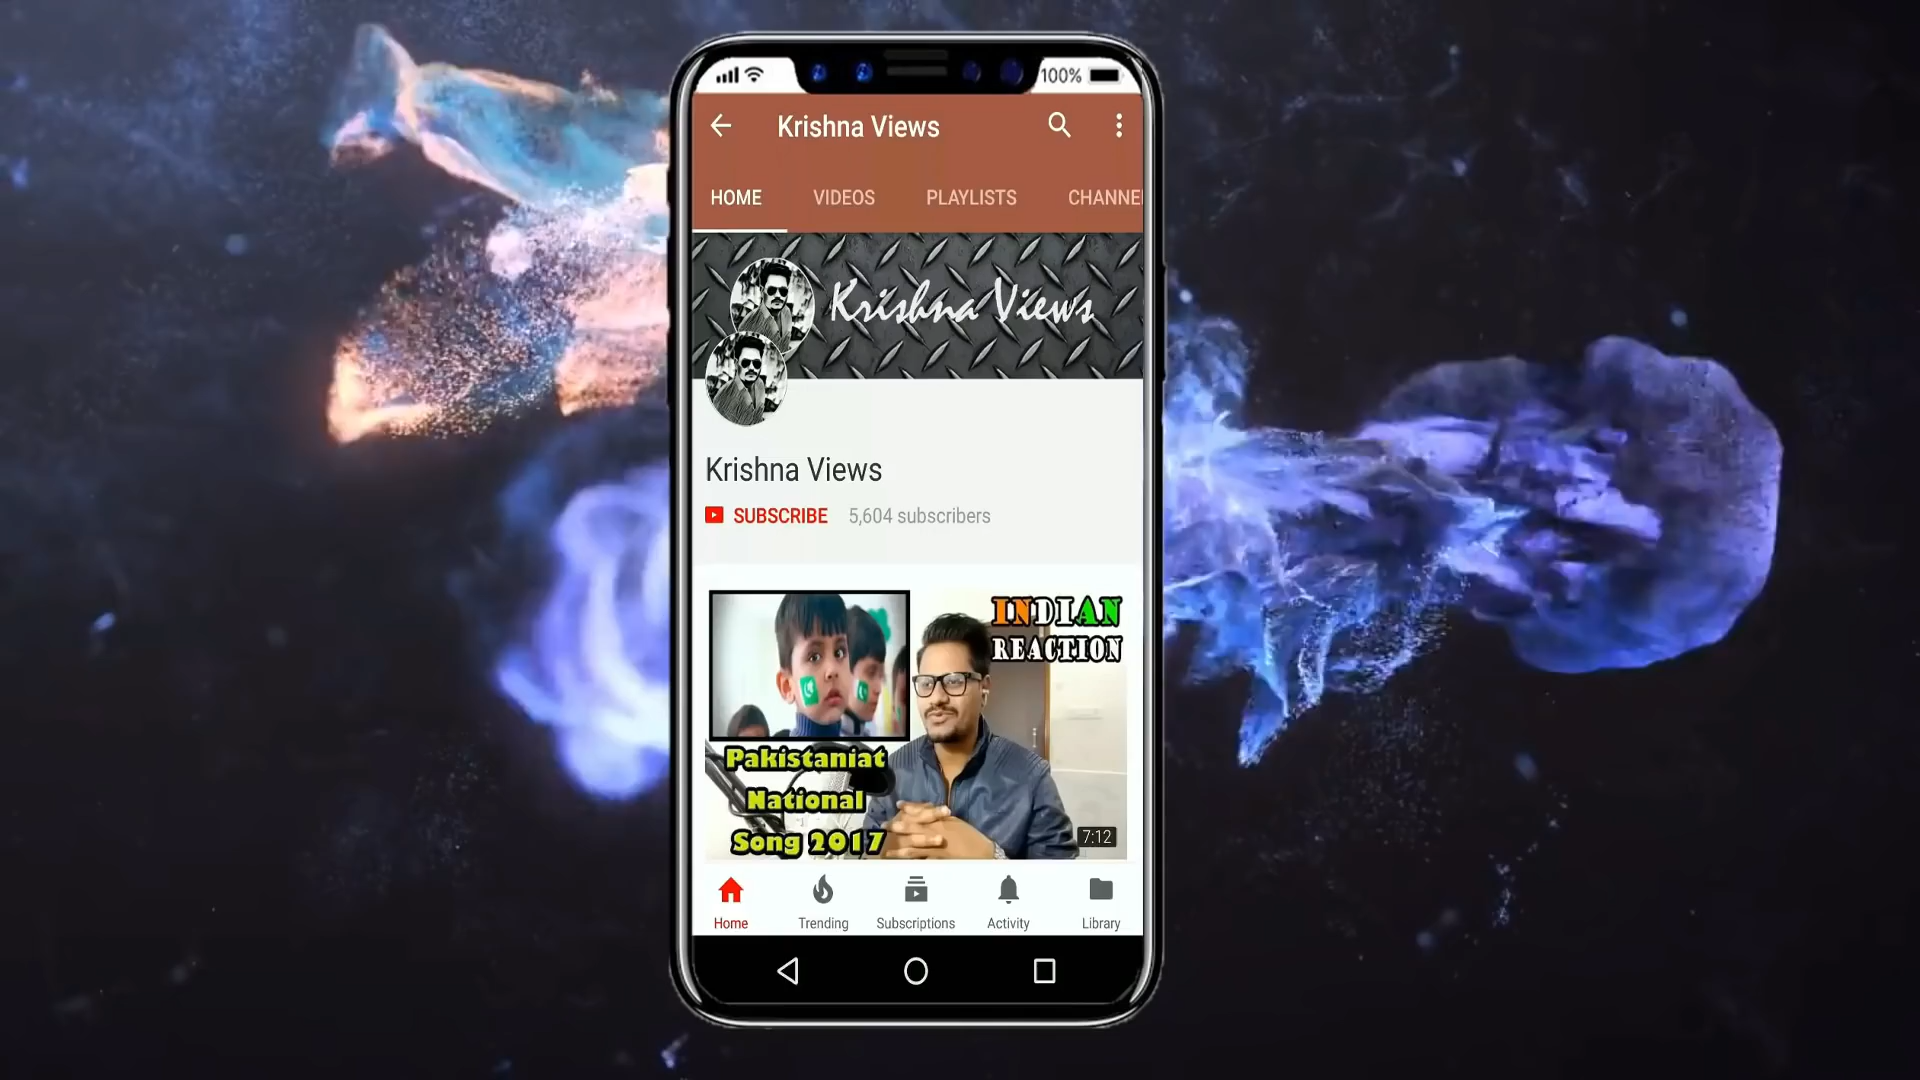 100%
Krishna Views
HOME VIDEOS PLAYLISTS CHANNE
Krishna Views
Krishna Views
SUBSCRIBE 5,604 subscribers
INDIAN
REACTION
Pakistaniat
National
Song 2017
7:12
Home Trending Subscriptions Activity Library